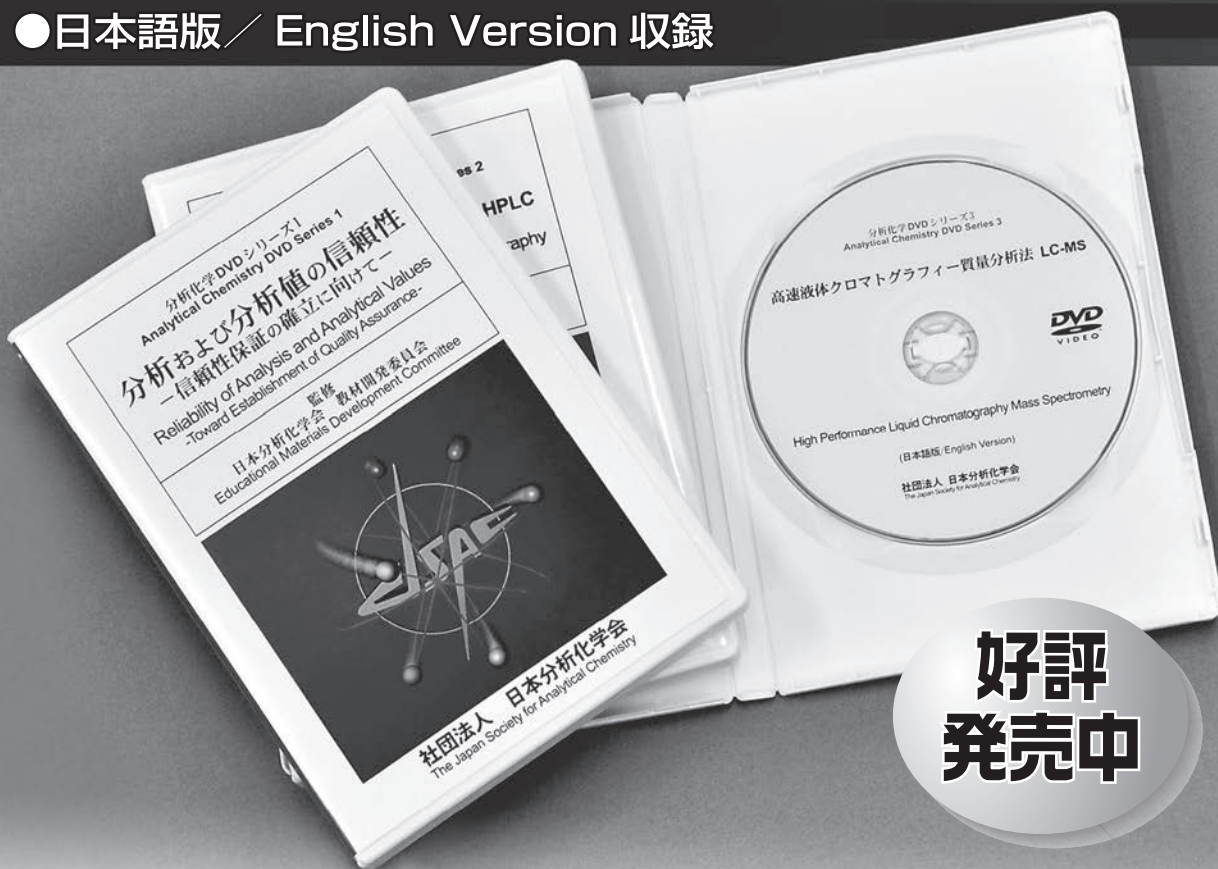 ●日本語版／ English Version 収録
分析化学DVDシリーズ1
Analytical Chemistry DVD Series 1
分析および分析値の信頼性
－信頼性保証の確立に向けて－
Reliability of Analysis and Analytical Values
-Toward Establishment of Quality Assurance-
監修
日本分析化学会 教材開発委員会
Educational Materials Development Committee
JSAC
社団法人 日本分析化学会
The Japan Society for Analytical Chemistry
2
HPLC
分析化学DVDシリーズ3
Analytical Chemistry DVD Series 3
高速液体クロマトグラフィー質量分析法 LC-MS
DVD
VIDEO
High Performance Liquid Chromatography Mass Spectrometry
(日本語版/English Version)
社団法人 日本分析化学会
The Japan Society for Analytical Chemistry
好評
発売中